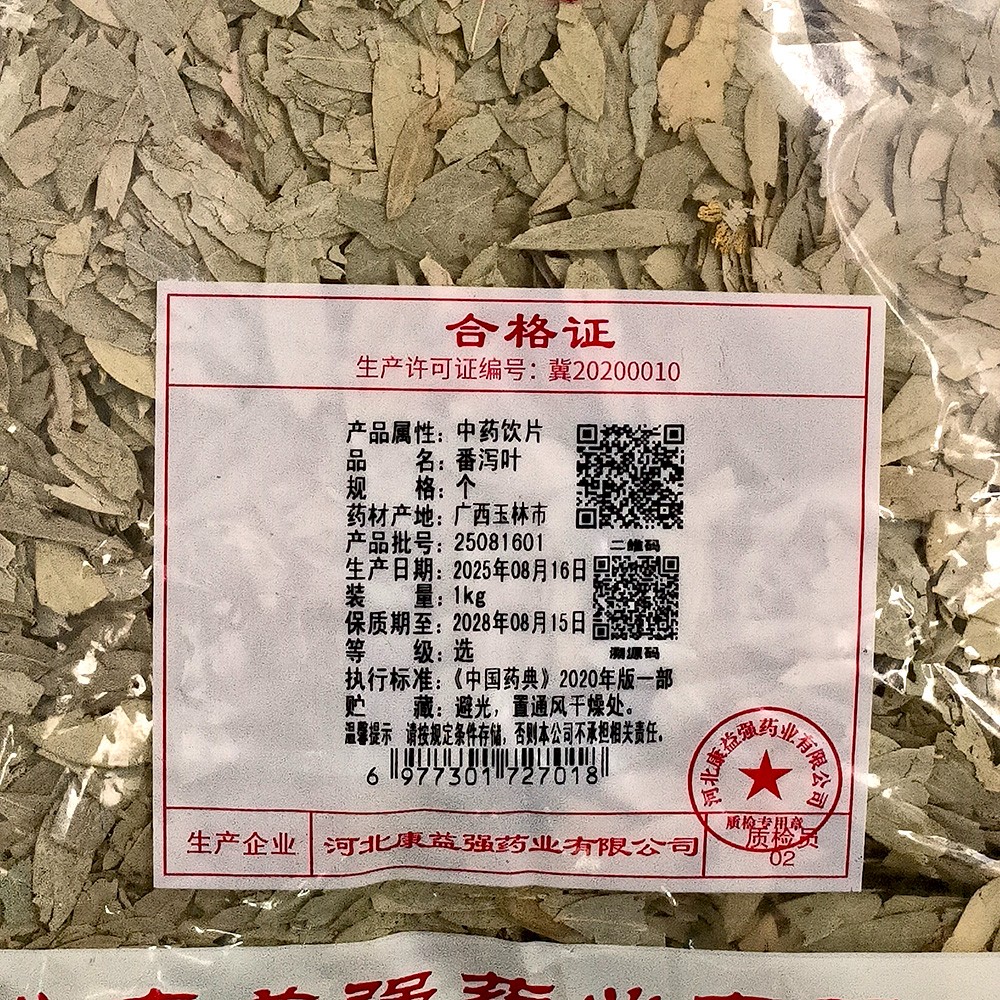 合格证
生产许可证编号：冀20200010
产品属性：中药饮片
品　　名：番泻叶
规　　格：个
药材产地：广西玉林市
产品批号：25081601
二维码
生产日期：2025年08月16日
装　　量：1kg
保质期至：2028年08月15日
等　　级：选
溯源码
执行标准：《中国药典》2020年版一部
贮　　藏：避光，置通风干燥处。
温馨提示　请按规定条件存储，否则本公司不承担相关责任。
6 977301 727018
河北康益强药业有限公司
质检专用章
生产企业
河北康益强药业有限公司
质检员
02
益强药业